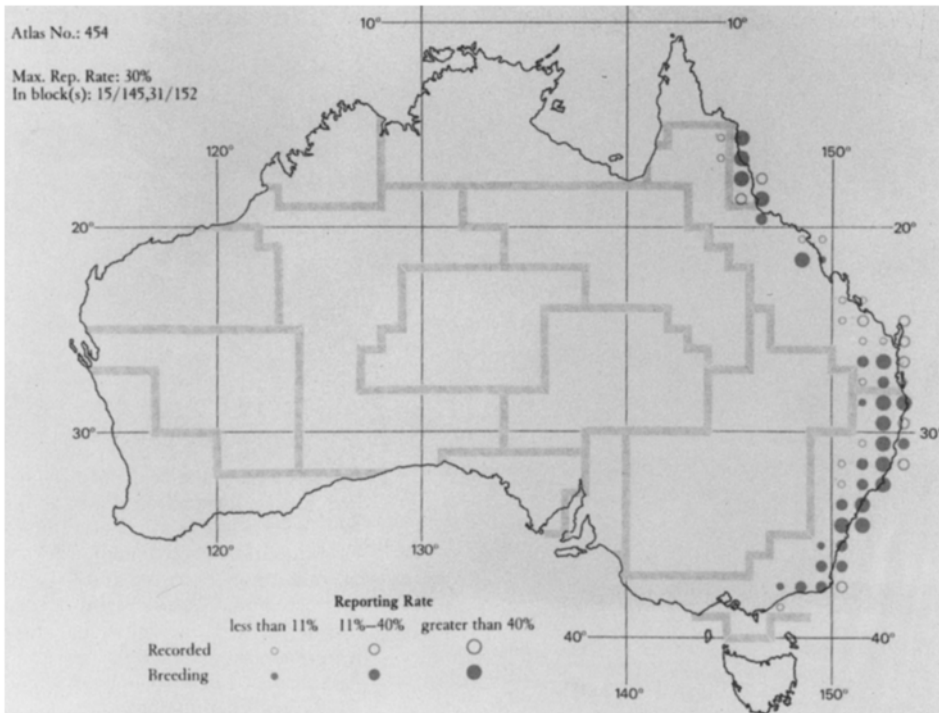 Atlas No.: 454
Max. Rep. Rate: 30%
In block(s): 15/145,31/152
10° 10°
120° 150°
20° 20°
30° 30°
120° 130°
Reporting Rate
less than 11% 11%—40% greater than 40%
40° 40°
Recorded
Breeding
140° 150°